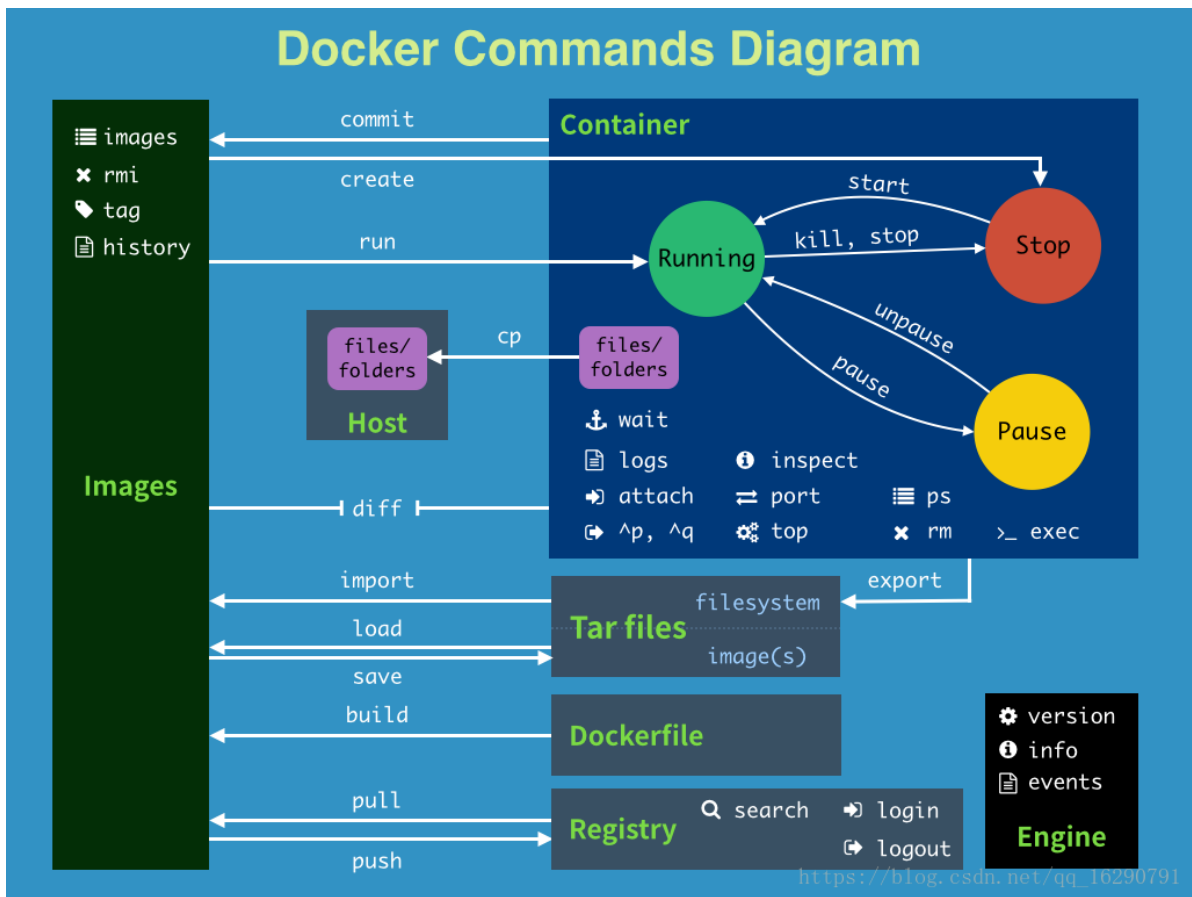 Docker Commands Diagram
images
rmi
tag
history
Images
commit
create
run
Container
start
kill, stop
Running
Stop
unpause
pause
Pause
files/
folders
Host
cp
files/
folders
wait
logs
inspect
attach
port
ps
^p, ^q
top
rm
>_ exec
diff
import
load
save
export
filesystem
Tar files
image(s)
build
Dockerfile
pull
push
Registry
search
login
logout
version
info
events
Engine
https://blog.csdn.net/qq_16290791